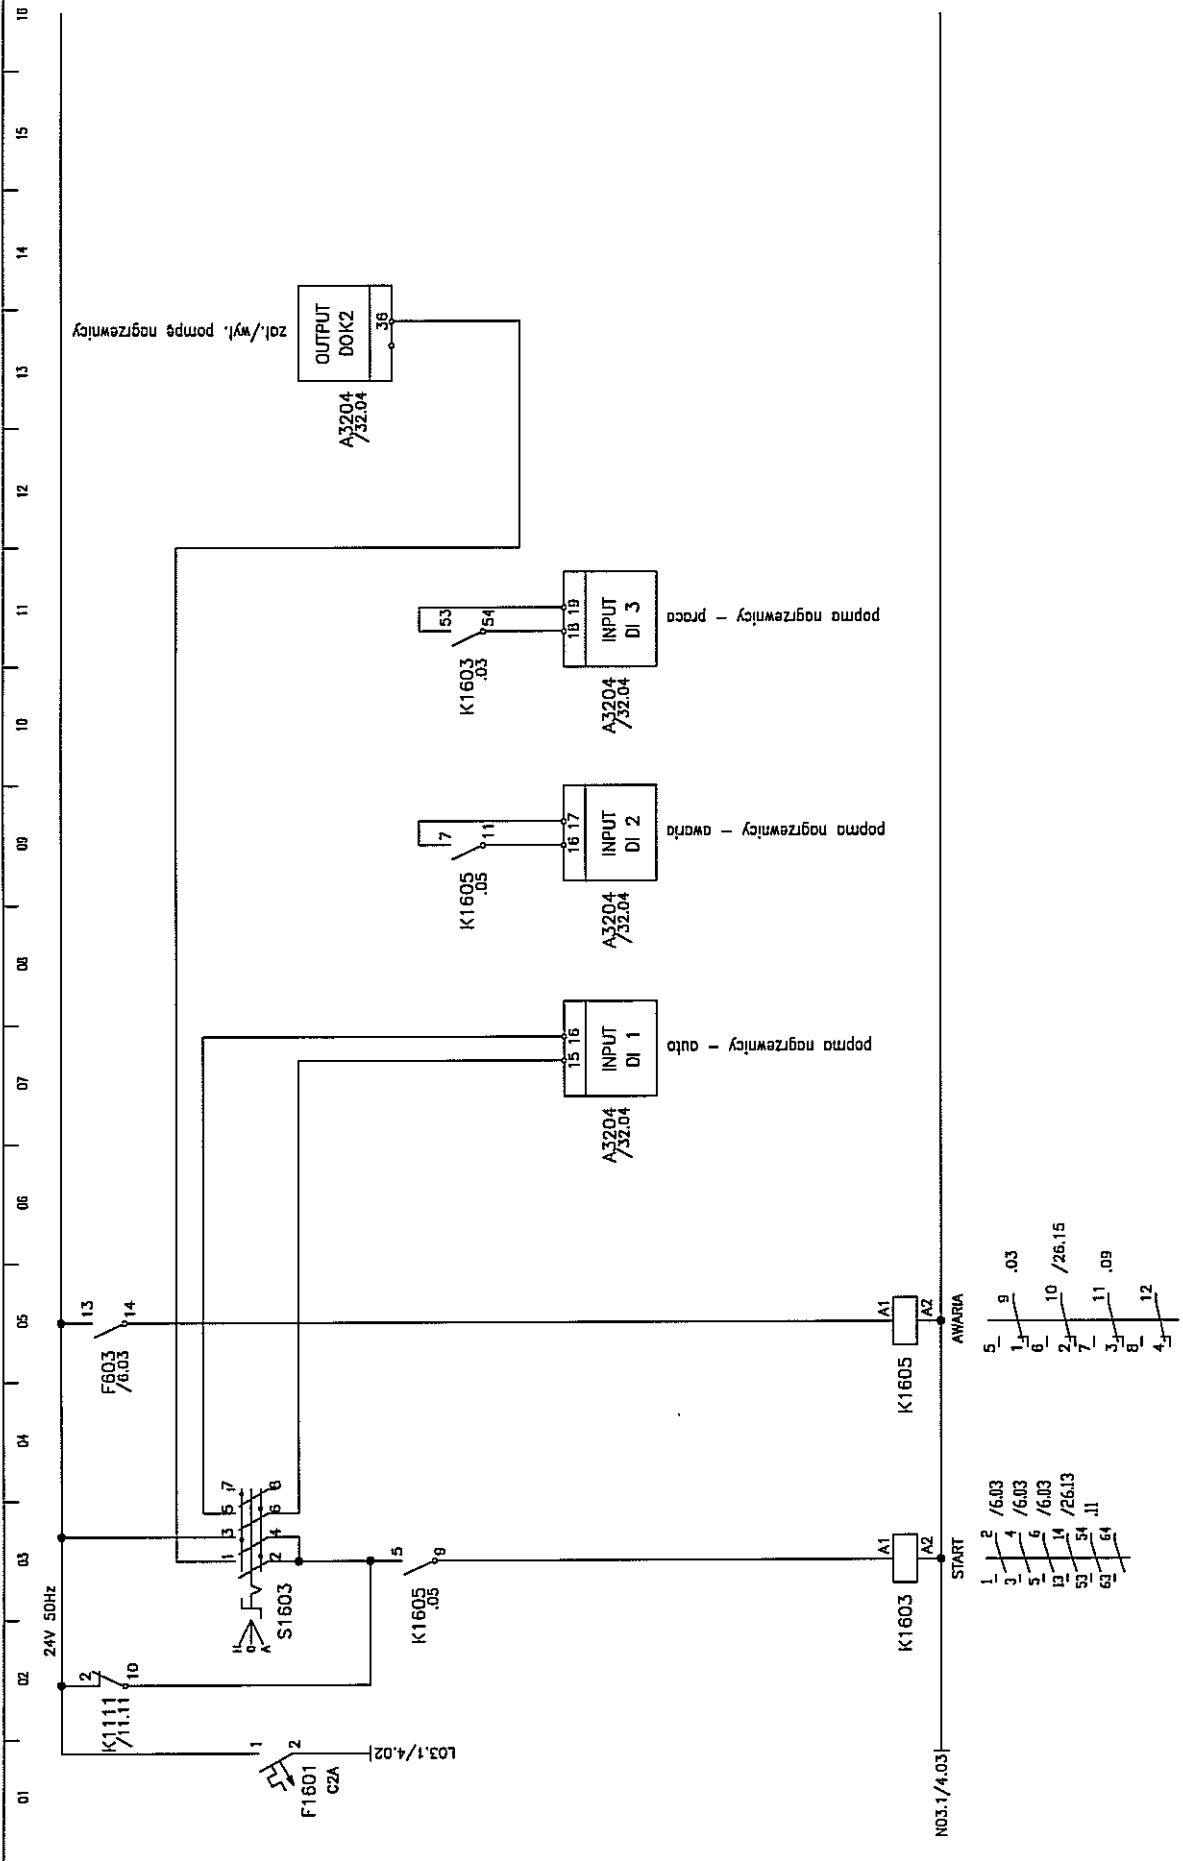 01 02 03 04 05 06 07 08 09 10 11 12 13 14 15 16
24V 50Hz
F1601
C2A
1
2
L03.1/4.02
K1111
/11.11
2
10
S1603
H
0
A
1 3 5 7
2 4 6 8
K1605
.05
5
9
K1603
A1
A2
START
1 2 /6.03
3 4 /6.03
5 6 /6.03
13 14 /26.13
53 54 .11
63 64
F603
/6.03
13
14
K1605
A1
A2
AWARIA
5 9 .03
1
6 10 /26.15
2
7 11 .09
3
8 12
4
N03.1/4.03
A3204
/32.04
15 16
INPUT
DI 1
popma nagrzewnicy – auto
K1605
.05
7
11
A3204
/32.04
16 17
INPUT
DI 2
popma nagrzewnicy – awaria
K1603
.03
53
54
A3204
/32.04
18 19
INPUT
DI 3
popma nagrzewnicy – praca
zał./wył. pompę nagrzewnicy
A3204
/32.04
OUTPUT
DOK2
36